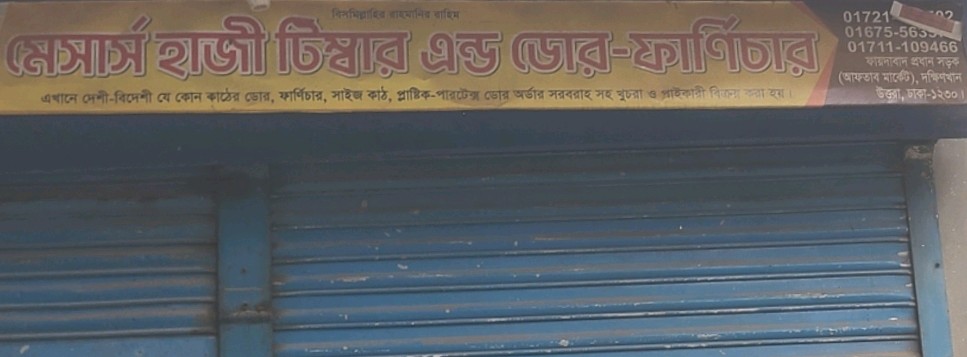 বিসমিল্লাহির রাহমানির রাহিম
মেসার্স হাজী টিম্বার এন্ড ডোর-ফার্ণিচার
এখানে দেশী-বিদেশী যে কোন কাঠের ডোর, ফার্ণিচার, সাইজ কাঠ, প্লাষ্টিক-পারটেক্স ডোর অর্ডার সরবরাহ সহ খুচরা ও পাইকারী বিক্রয় করা হয়।
01711-109466
ফায়দাবাদ প্রধান সড়ক
(আফতাব মার্কেট), দক্ষিণখান
উত্তরা, ঢাকা-১২৩০।